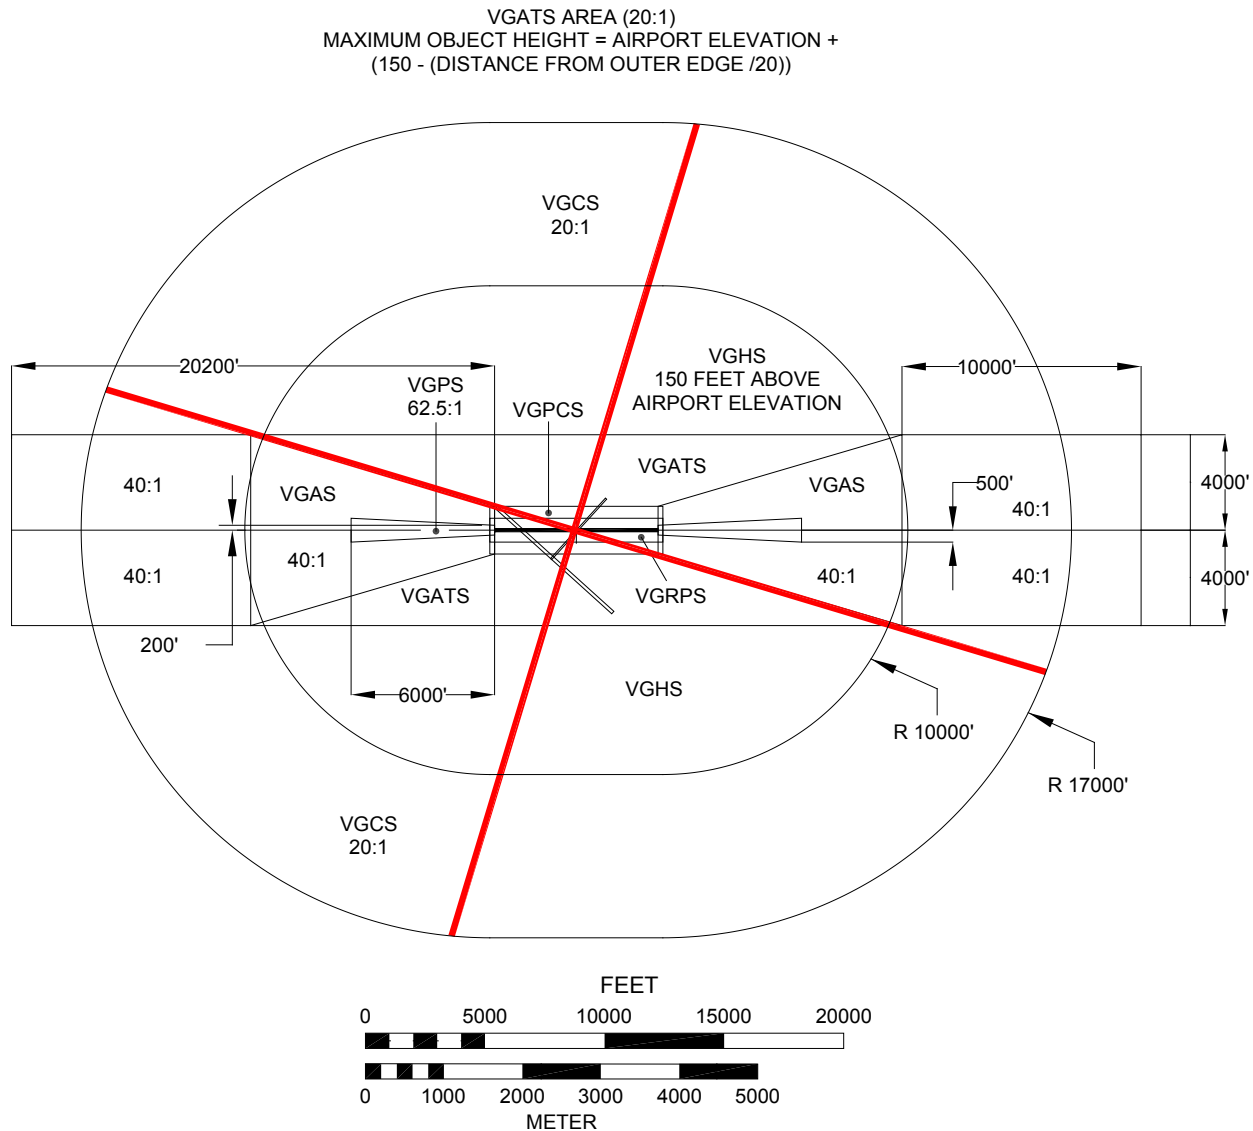 VGATS AREA (20:1)
MAXIMUM OBJECT HEIGHT = AIRPORT ELEVATION +
(150 - (DISTANCE FROM OUTER EDGE /20))
VGCS
20:1
20200'
VGPS
62.5:1
VGPCS
VGHS
150 FEET ABOVE
AIRPORT ELEVATION
10000'
40:1
VGAS
VGATS
VGAS
500'
40:1
4000'
40:1
40:1
VGATS
VGRPS
40:1
40:1
4000'
200'
6000'
VGHS
R 10000'
R 17000'
VGCS
20:1
FEET
0 5000 10000 15000 20000
0 1000 2000 3000 4000 5000
METER